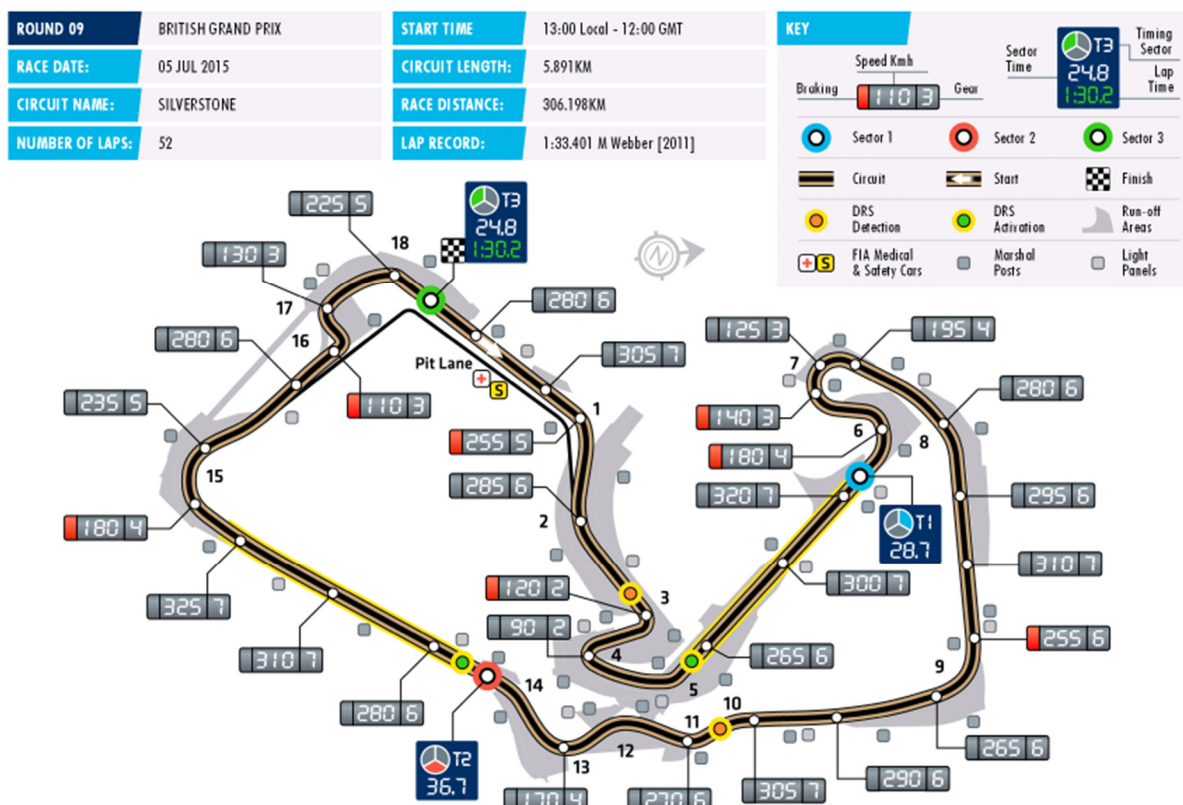 ROUND 09 BRITISH GRAND PRIX
RACE DATE: 05 JUL 2015
CIRCUIT NAME: SILVERSTONE
NUMBER OF LAPS: 52
START TIME 13:00 Local - 12:00 GMT
CIRCUIT LENGTH: 5.891KM
RACE DISTANCE: 306.198KM
LAP RECORD: 1:33.401 M Webber [2011]
KEY
Speed Kmh
Braking 110 3 Gear
Sector Time
T3
24.8
1:30.2
Timing Sector
Lap Time
Sector 1 Sector 2 Sector 3
Circuit Start Finish
DRS Detection DRS Activation Run-off Areas
FIA Medical & Safety Cars Marshal Posts Light Panels
S
N
225 5
18
T3
24.8
1:30.2
130 3
17
280 6
280 6
16
Pit Lane
S
305 7
125 3
195 4
7
235 5
110 3
1
140 3
280 6
255 5
6
8
180 4
15
285 6
320 7
295 6
180 4
2
T1
28.7
325 7
120 2
3
300 7
310 7
90 2
4
255 6
310 7
265 6
9
14
5
280 6
10
11
265 6
T2
36.7
13
12
290 6
170 4
270 6
305 7